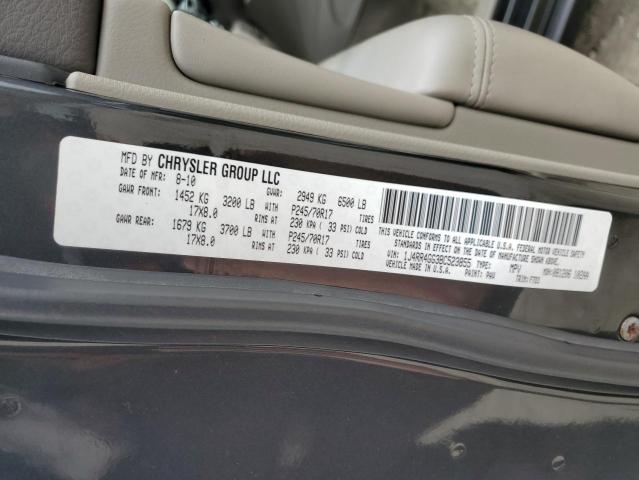 MFD BY CHRYSLER GROUP LLC
DATE OF MFR: 8-10 GVWR: 2949 KG 6500 LB
GAWR FRONT: 1452 KG 3200 LB WITH P245/70R17 TIRES
17X8.0 RIMS AT 230 KPA ( 33 PSI) COLD
GAWR REAR: 1679 KG 3700 LB WITH P245/70R17 TIRES
17X8.0 RIMS AT 230 KPA ( 33 PSI) COLD
THIS VEHICLE CONFORMS TO ALL APPLICABLE U.S.A. FEDERAL MOTOR VEHICLE SAFETY
STANDARDS IN EFFECT ON THE DATE OF MANUFACTURE SHOWN ABOVE.
VIN: 1J4RR4GG3BC523855 TYPE: MPV
VEHICLE MADE IN U.S.A. PAINT: TRIM: